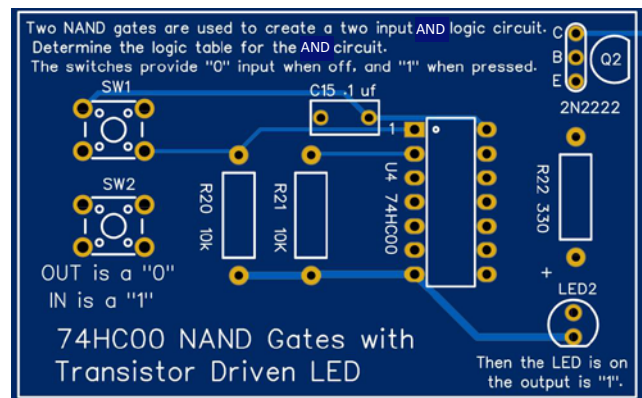 Two NAND gates are used to create a two input AND logic circuit.
Determine the logic table for the AND circuit.
The switches provide "0" input when off, and "1" when pressed.
C
B
E
Q2
2N2222
SW1
C15 .1 uf
1
U4 74HC00
R20 10k
R21 10K
R22 330
SW2
OUT is a "0"
IN is a "1"
+
LED2
74HC00 NAND Gates with
Transistor Driven LED
Then the LED is on
the output is "1".